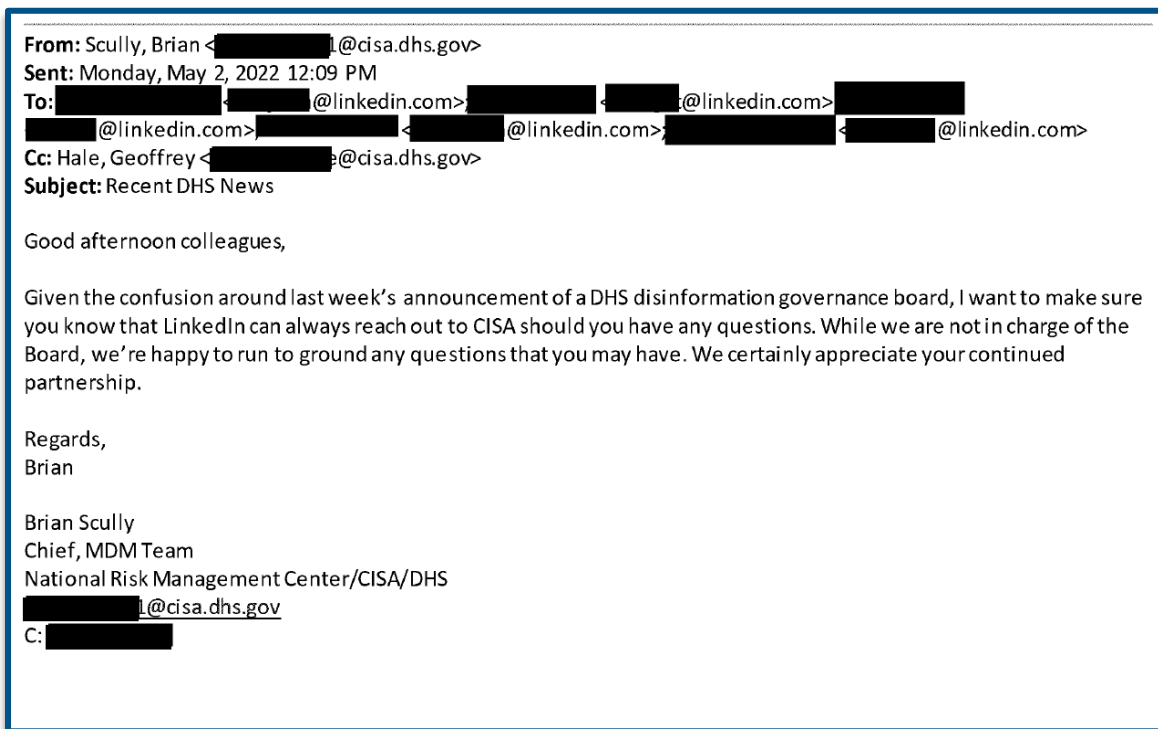 From: Scully, Brian < 1@cisa.dhs.gov>
Sent: Monday, May 2, 2022 12:09 PM
To: < @linkedin.com>; < t@linkedin.com>
@linkedin.com>; < @linkedin.com>; < @linkedin.com>
Cc: Hale, Geoffrey < e@cisa.dhs.gov>
Subject: Recent DHS News
Good afternoon colleagues,
Given the confusion around last week's announcement of a DHS disinformation governance board, I want to make sure
you know that LinkedIn can always reach out to CISA should you have any questions. While we are not in charge of the
Board, we're happy to run to ground any questions that you may have. We certainly appreciate your continued
partnership.
Regards,
Brian
Brian Scully
Chief, MDM Team
National Risk Management Center/CISA/DHS
1@cisa.dhs.gov
C: